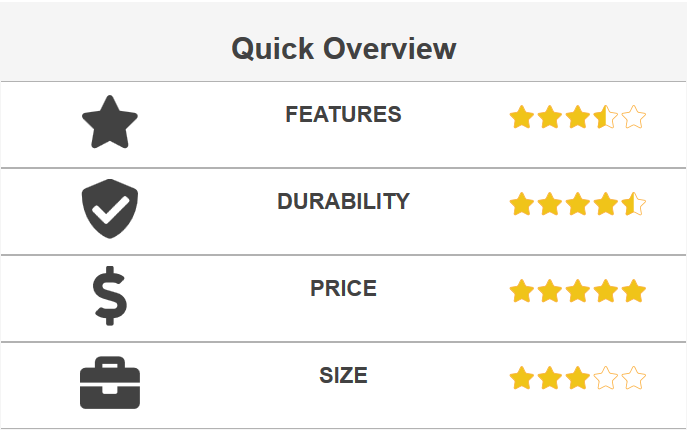 Quick Overview
FEATURES
DURABILITY
PRICE
SIZE